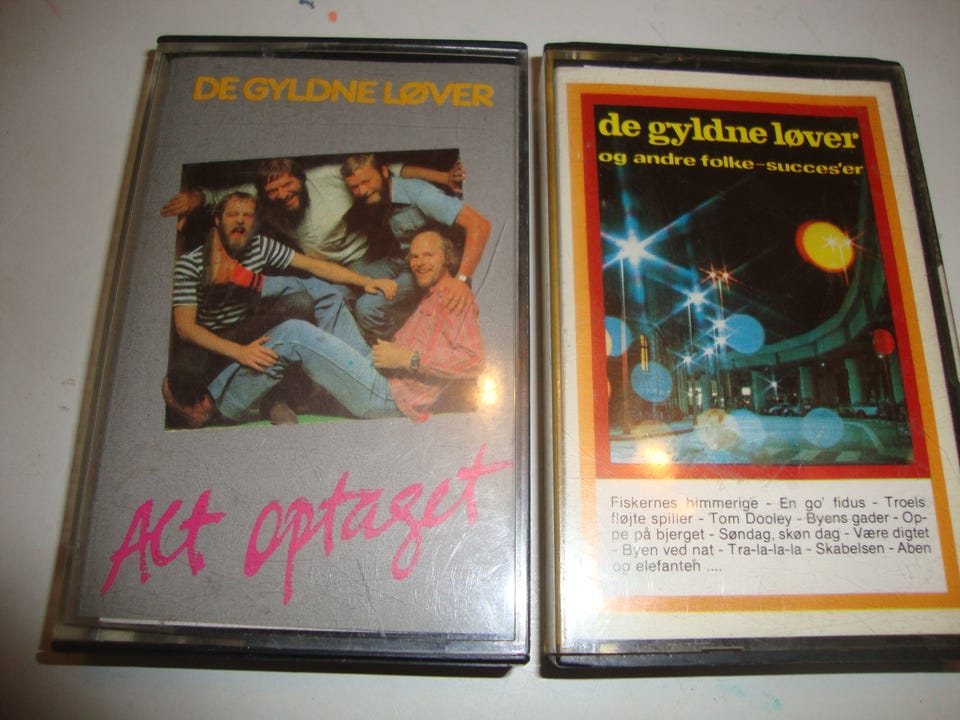 DE GYLDNE LØVER
Alt optaget
de gyldne løver
og andre folke-succes'er
Fiskernes himmerige - En go' fidus - Troels
fløjte spiller - Tom Dooley - Byens gader - Op-
pe på bjerget - Søndag, skøn dag - Være digtet
- Byen ved nat - Tra-la-la-la - Skabelsen - Aben
og elefanten ....